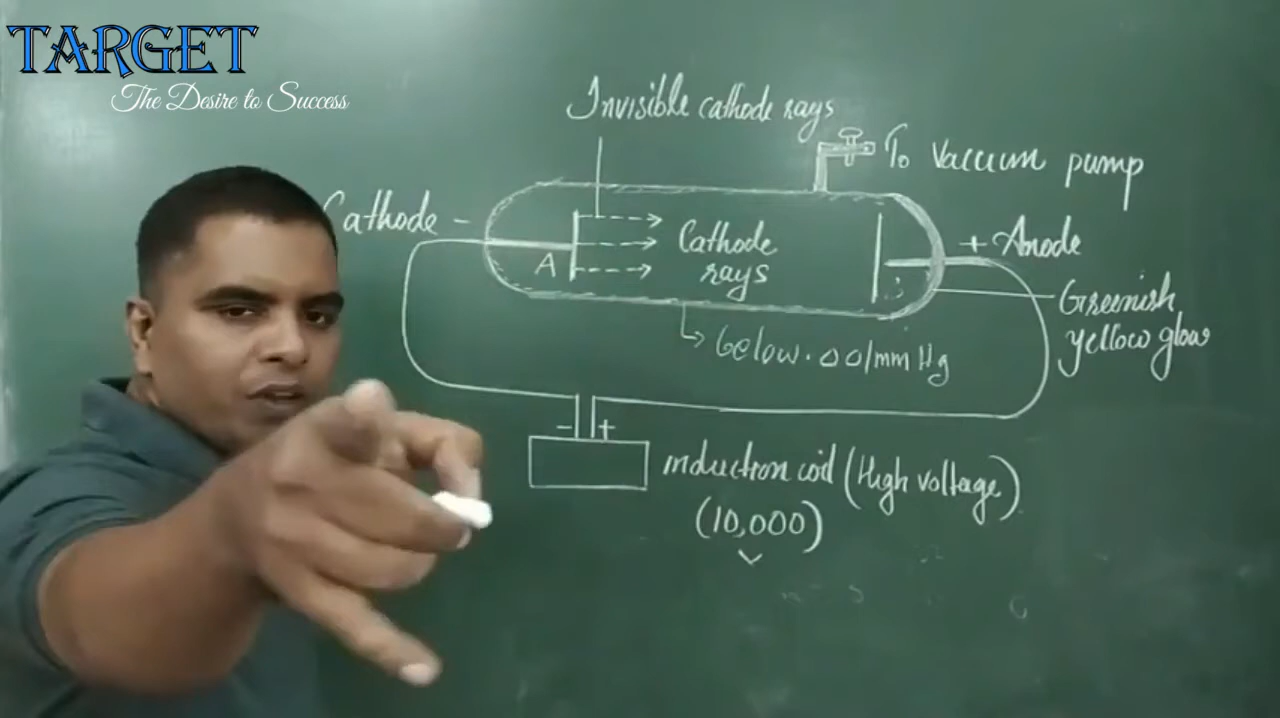 TARGET
The Desire to Success
Invisible cathode rays
To Vacuum pump
Cathode -
+ Anode
A
Cathode
rays
B
Greenish
yellow glow
below .001mm Hg
- +
induction coil (High voltage)
(10,000)